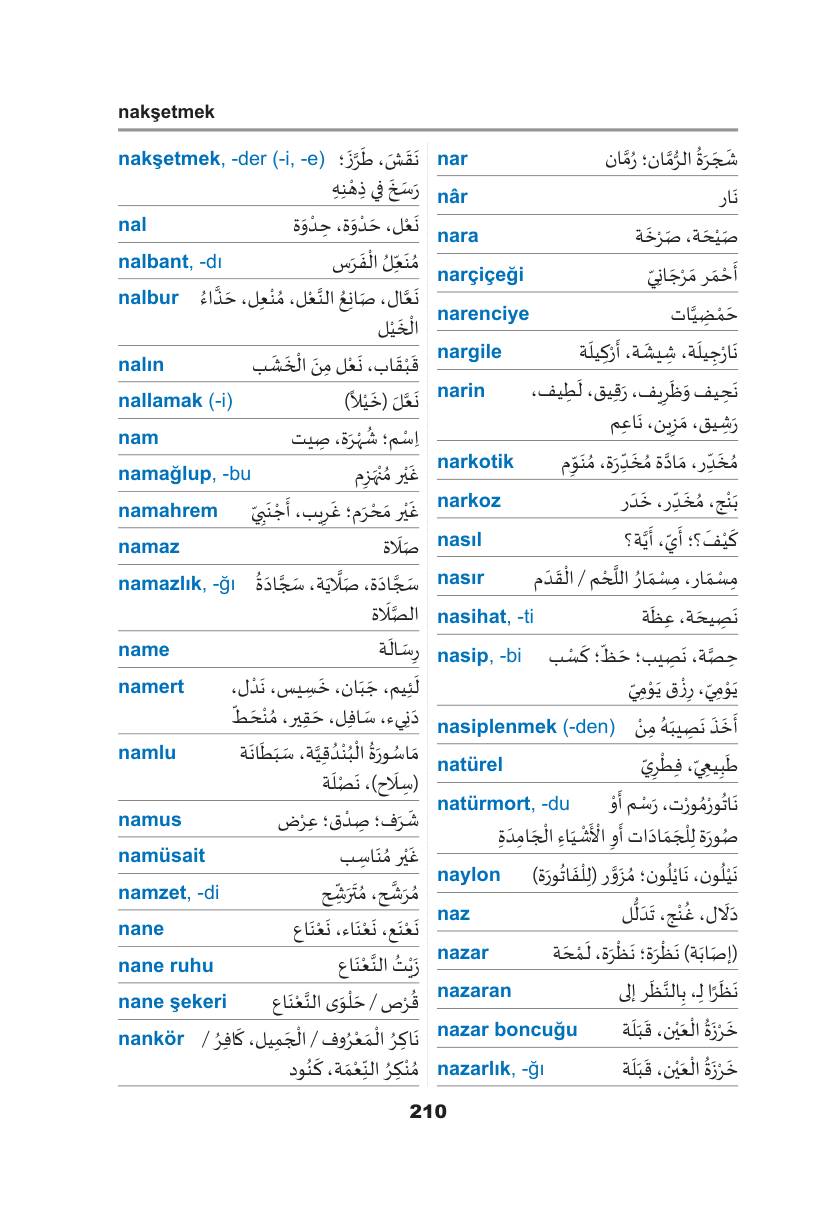 nakşetmek
nakşetmek, -der (-i, -e) نَقَشَ، طَرَّزَ؛
رَسَخَ فِي ذِهْنِهِ
nal نَعْل، حَدْوَة، حِدْوَة
nalbant, -dı مُنَعِّلُ الْفَرَس
nalbur نَعَّال، صَانِعُ النَّعْل، مُنْعِل، حَذَّاءُ
الْخَيْل
nalın قَبْقَاب، نَعْل مِنَ الْخَشَب
nallamak (-i) نَعَّلَ (خَيْلاً)
nam اِسْم؛ شُهْرَة، صِيت
namağlup, -bu غَيْر مُنْهَزِم
namahrem غَيْر مَحْرَم؛ غَرِيب، أَجْنَبِيّ
namaz صَلَاة
namazlık, -ğı سَجَّادَة، صَلَّايَة، سَجَّادَةُ
الصَّلَاة
name رِسَالَة
namert لَئِيم، جَبَان، خَسِيس، نَدْل،
دَنِيء، سَافِل، حَقِير، مُنْحَطّ
namlu مَاسُورَةُ الْبُنْدُقِيَّة، سَبَطَانَة
(سِلَاح)، نَصْلَة
namus شَرَف؛ صِدْق؛ عِرْض
namüsait غَيْر مُنَاسِب
namzet, -di مُرَشَّح، مُتَرَشِّح
nane نَعْنَع، نَعْنَاء، نَعْنَاع
nane ruhu زَيْتُ النَّعْنَاع
nane şekeri قُرْص / حَلْوَى النَّعْنَاع
nankör نَاكِرُ الْمَعْرُوف / الْجَمِيل، كَافِرُ /
مُنْكِرُ النِّعْمَة، كَنُود
nar شَجَرَةُ الرُّمَّان؛ رُمَّان
nâr نَار
nara صَيْحَة، صَرْخَة
narçiçeği أَحْمَر مَرْجَانِيّ
narenciye حَمْضِيَّات
nargile نَارْجِيلَة، شِيشَة، أَرْكِيلَة
narin نَحِيف وَظَرِيف، رَقِيق، لَطِيف،
رَشِيق، مَزِين، نَاعِم
narkotik مُخَدِّر، مَادَّة مُخَدِّرَة، مُنَوِّم
narkoz بَنْج، مُخَدِّر، خَدَر
nasıl كَيْفَ؟؛ أَيّ، أَيَّة؟
nasır مِسْمَار، مِسْمَارُ اللَّحْم / الْقَدَم
nasihat, -ti نَصِيحَة، عِظَة
nasip, -bi حِصَّة، نَصِيب؛ حَظّ؛ كَسْب
يَوْمِيّ، رِزْق يَوْمِيّ
nasiplenmek (-den) أَخَذَ نَصِيبَهُ مِنْ
natürel طَبِيعِيّ، فِطْرِيّ
natürmort, -du نَاتُورْمُورْت، رَسْم أَوْ
صُورَة لِلْجَمَادَات أَوِ الْأَشْيَاءِ الْجَامِدَةِ
naylon نَيْلُون، نَايْلُون؛ مُزَوَّر (لِلْفَاتُورَة)
naz دَلَال، غُنْج، تَدَلُّل
nazar (إصَابَة) نَظْرَة؛ نَظْرَة، لَمْحَة
nazaran نَظَرًا لِـ، بِالنَّظَر إلى
nazar boncuğu خَرْزَةُ الْعَيْن، قَبَلَة
nazarlık, -ğı خَرْزَةُ الْعَيْن، قَبَلَة
210